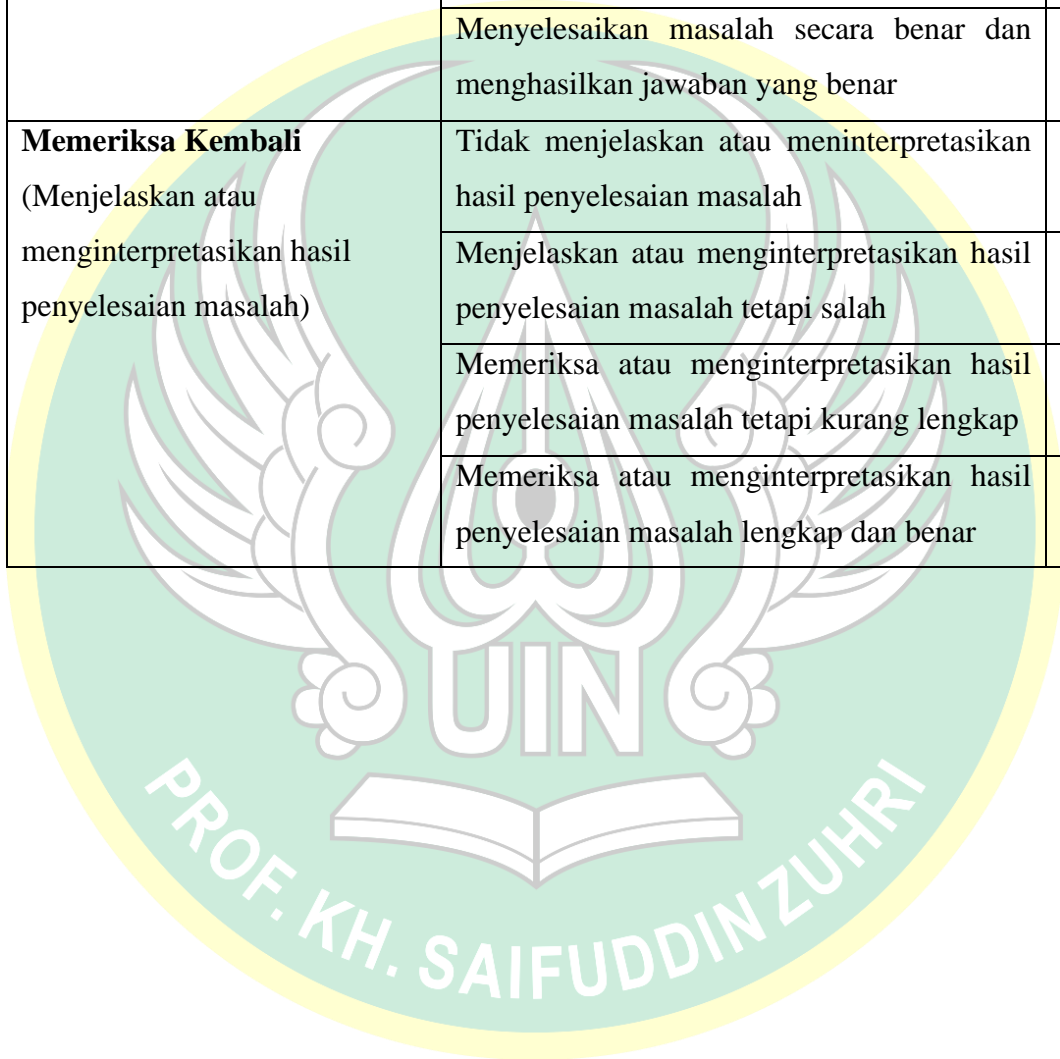 Menyelesaikan masalah secara benar dan
menghasilkan jawaban yang benar
Memeriksa Kembali
(Menjelaskan atau
menginterpretasikan hasil
penyelesaian masalah)
Tidak menjelaskan atau meninterpretasikan
hasil penyelesaian masalah
Menjelaskan atau menginterpretasikan hasil
penyelesaian masalah tetapi salah
Memeriksa atau menginterpretasikan hasil
penyelesaian masalah tetapi kurang lengkap
Memeriksa atau menginterpretasikan hasil
penyelesaian masalah lengkap dan benar
UIN
PROF. KH. SAIFUDDIN ZUHRI